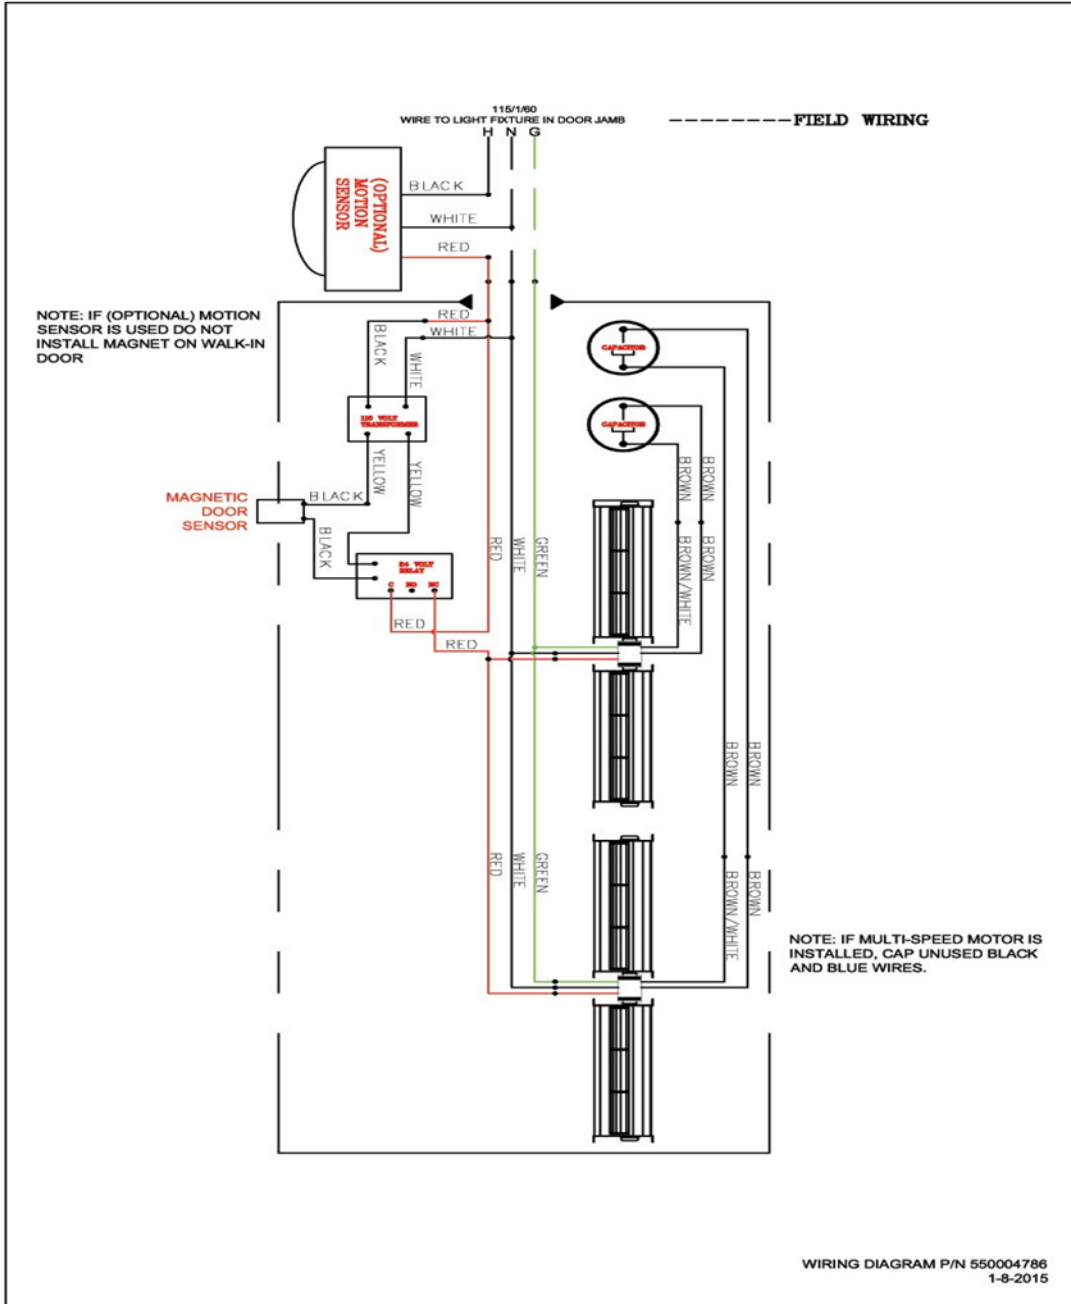 115/1/60
WIRE TO LIGHT FIXTURE IN DOOR JAMB
H N G
FIELD WIRING
(OPTIONAL)
MOTION
SENSOR
BLACK
WHITE
RED
NOTE: IF (OPTIONAL) MOTION
SENSOR IS USED DO NOT
INSTALL MAGNET ON WALK-IN
DOOR
RED
WHITE
BLACK
WHITE
115 VOLT
TRANSFORMER
YELLOW
YELLOW
MAGNETIC
DOOR
SENSOR
BLACK
BLACK
24 VOLT
RELAY
C NO NC
RED
RED
RED
WHITE
GREEN
CAPACITOR
CAPACITOR
BROWN
BROWN
BROWN/WHITE
BROWN
BROWN
BROWN
RED
WHITE
GREEN
BROWN/WHITE
BROWN
NOTE: IF MULTI-SPEED MOTOR IS
INSTALLED, CAP UNUSED BLACK
AND BLUE WIRES.
WIRING DIAGRAM P/N 550004786
1-8-2015